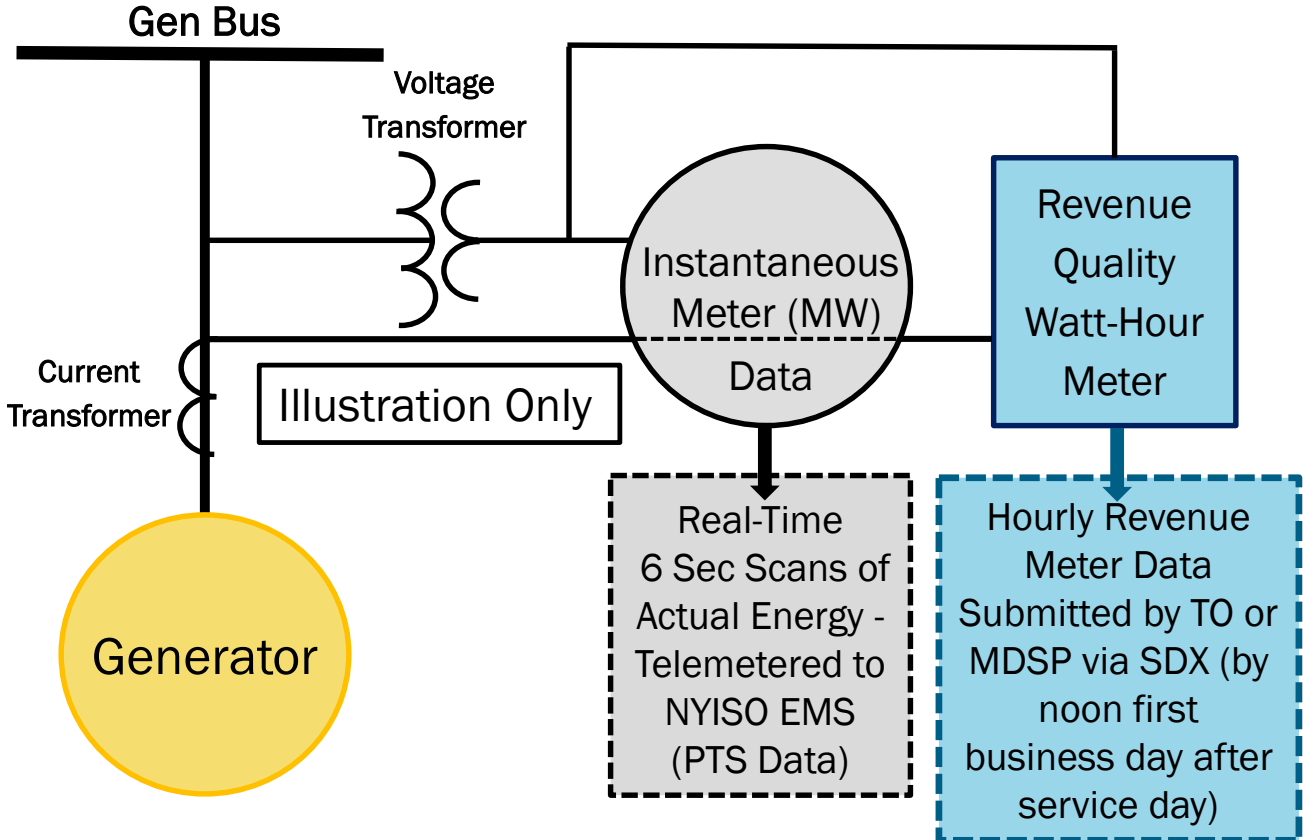 Gen Bus
Voltage
Transformer
Instantaneous
Meter (MW)
Data
Revenue
Quality
Watt-Hour
Meter
Current
Transformer
Illustration Only
Generator
Real-Time
6 Sec Scans of
Actual Energy -
Telemetered to
NYISO EMS
(PTS Data)
Hourly Revenue
Meter Data
Submitted by TO or
MDSP via SDX (by
noon first
business day after
service day)